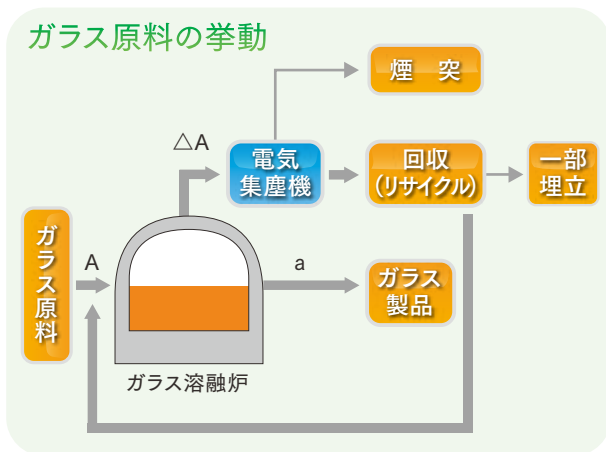 ガラス原料の挙動
煙 突
△A
電気
集塵機
回収
(リサイクル)
一部
埋立
ガラス原料
A
a
ガラス
製品
ガラス溶融炉